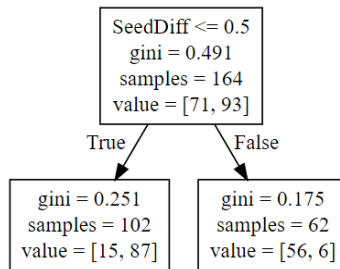 SeedDiff <= 0.5
gini = 0.491
samples = 164
value = [71, 93]
True
False
gini = 0.251
samples = 102
value = [15, 87]
gini = 0.175
samples = 62
value = [56, 6]